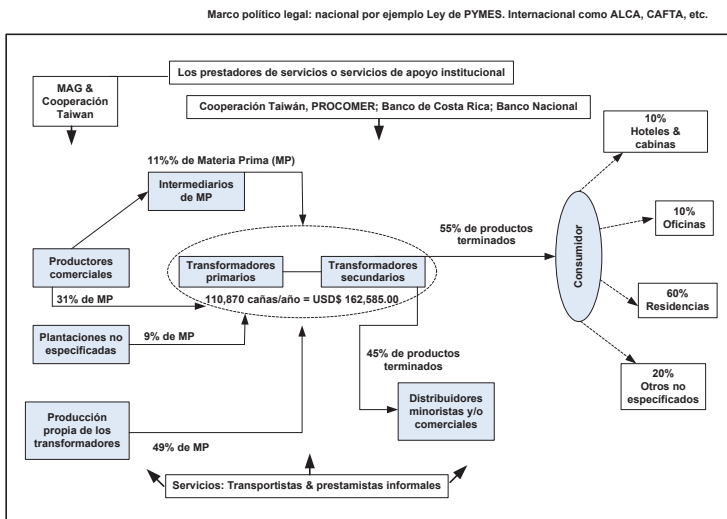 Marco político legal: nacional por ejemplo Ley de PYMES. Internacional como ALCA, CAFTA, etc.
Los prestadores de servicios o servicios de apoyo institucional
MAG &
Cooperación
Taiwan
Cooperación Taiwán, PROCOMER; Banco de Costa Rica; Banco Nacional
10%
Hoteles &
cabinas
11%% de Materia Prima (MP)
Intermediarios
de MP
55% de productos
terminados
10%
Oficinas
Productores
comerciales
Transformadores
primarios
Transformadores
secundarios
Consumidor
31% de MP
110,870 cañas/año = USD$ 162,585.00
60%
Residencias
Plantaciones no
especificadas
9% de MP
45% de productos
terminados
20%
Otros no
específicados
Producción
propia de los
transformadores
Distribuidores
minoristas y/o
comerciales
49% de MP
Servicios: Transportistas & prestamistas informales